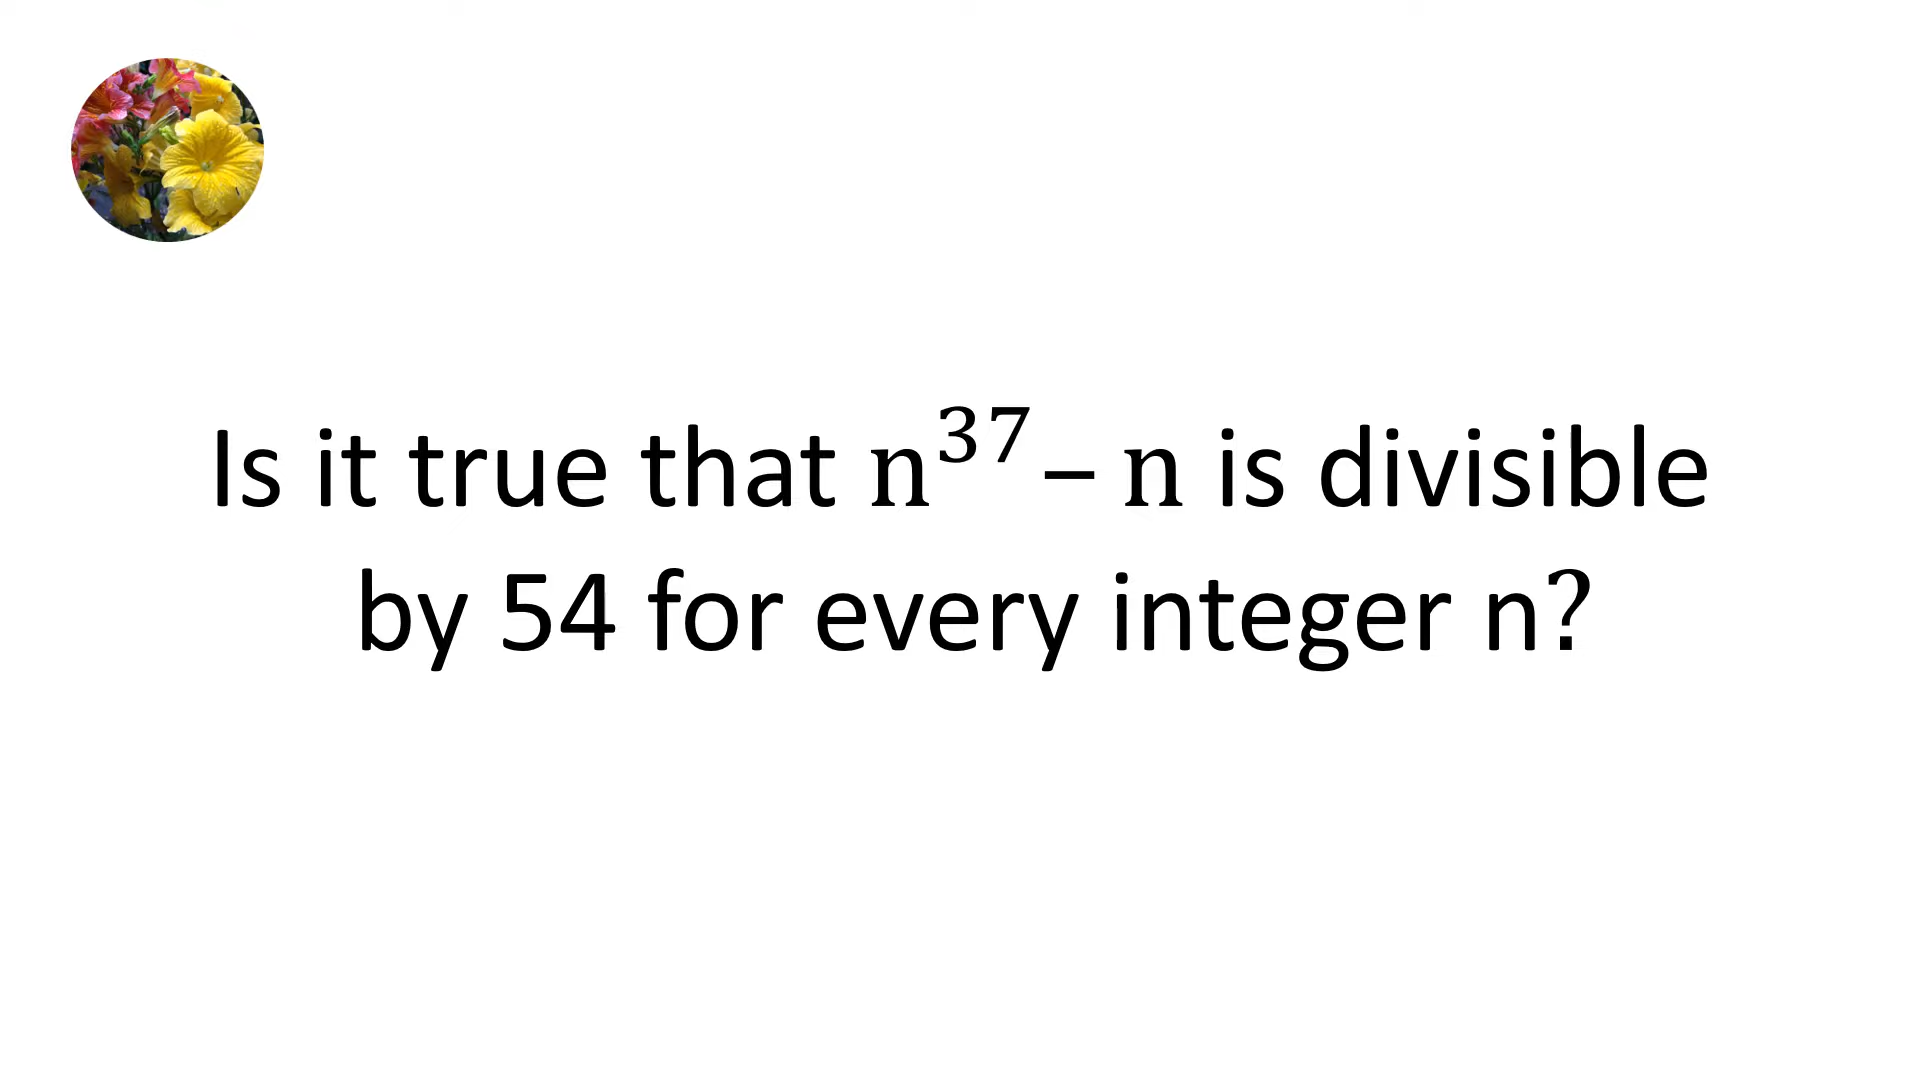 Is it true that n³⁷ – n is divisible
by 54 for every integer n?